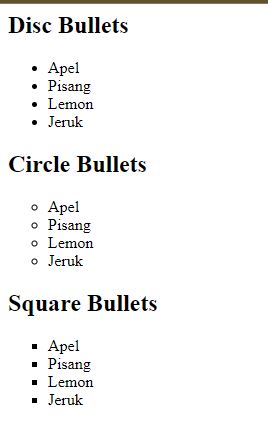 Disc Bullets
• Apel
• Pisang
• Lemon
• Jeruk
Circle Bullets
○ Apel
○ Pisang
○ Lemon
○ Jeruk
Square Bullets
▪ Apel
▪ Pisang
▪ Lemon
▪ Jeruk